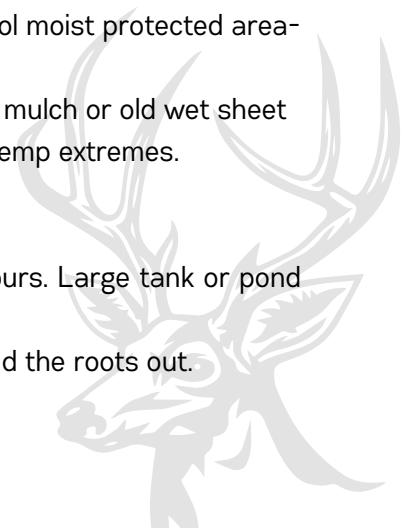 ol moist protected area-
mulch or old wet sheet
emp extremes.
ours. Large tank or pond
d the roots out.